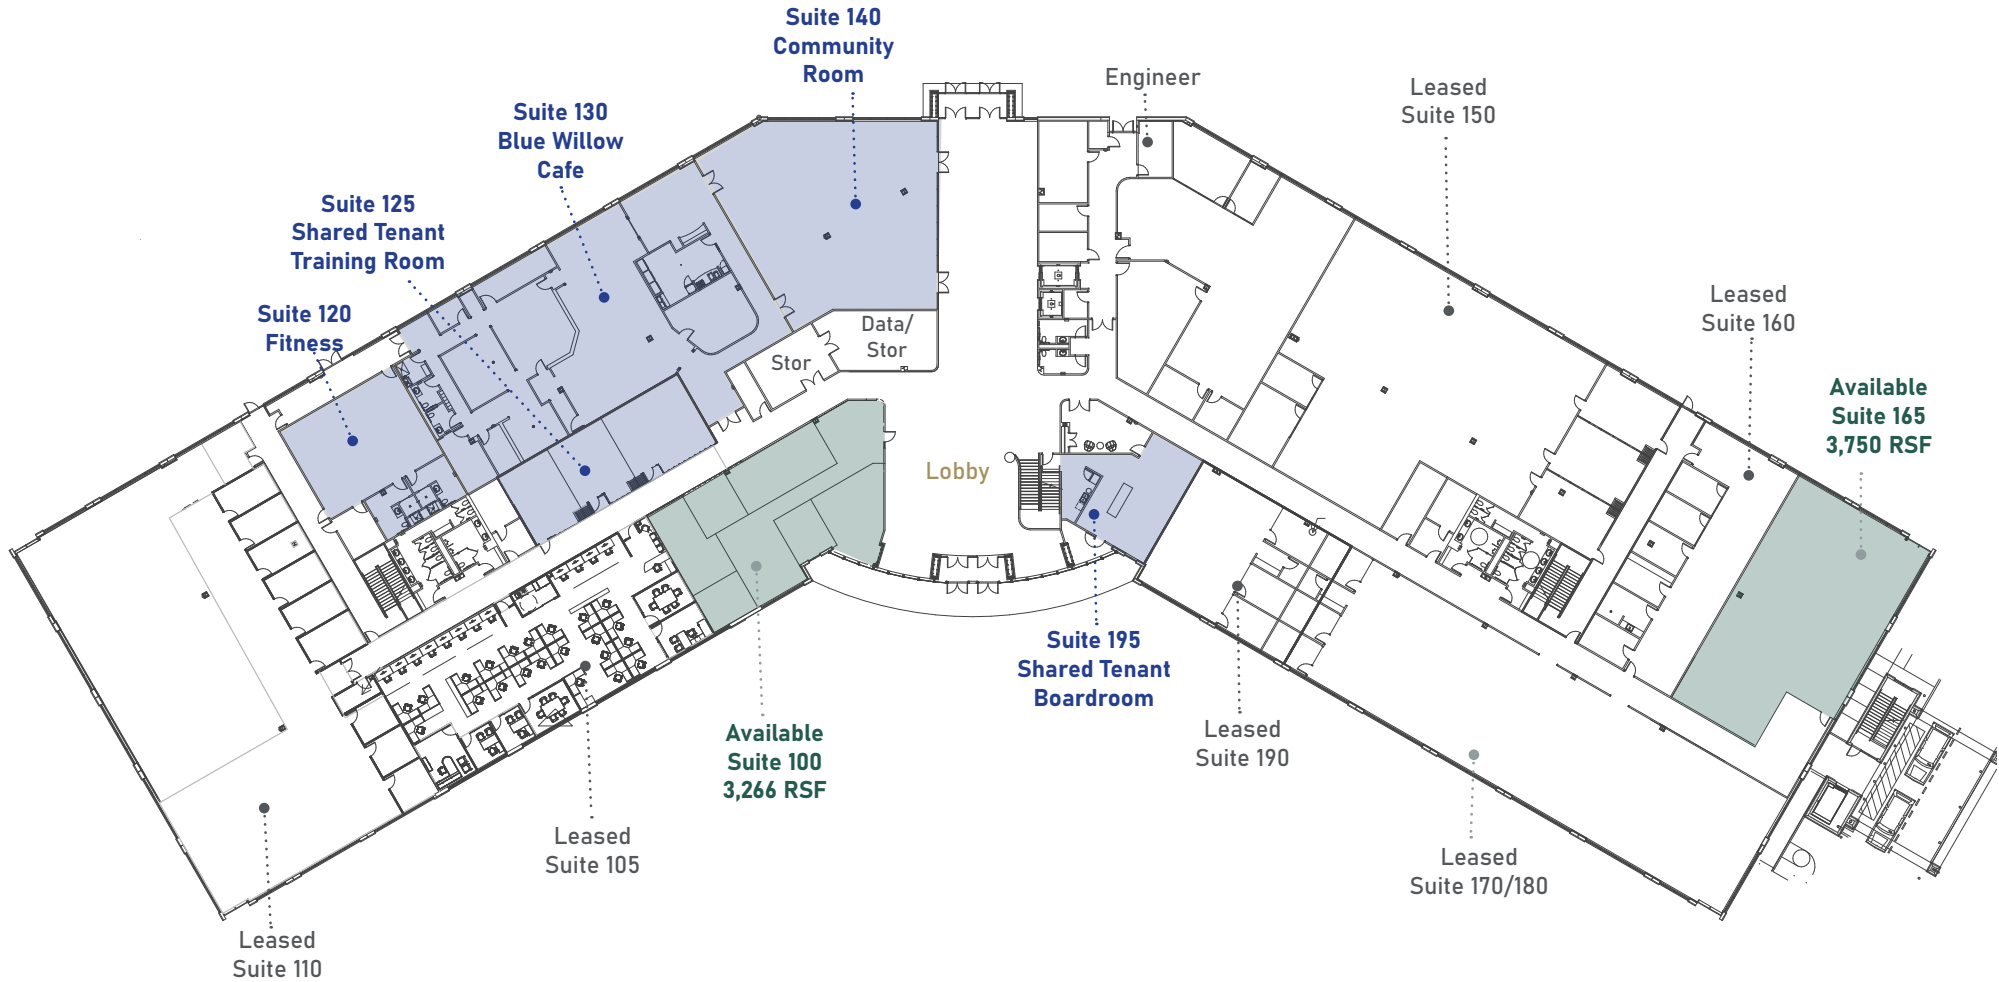 Suite 140
Community
Room
Engineer
Leased
Suite 150
Suite 130
Blue Willow
Cafe
Suite 125
Shared Tenant
Training Room
Leased
Suite 160
Suite 120
Fitness
Data/
Stor
Stor
Available
Suite 165
3,750 RSF
Lobby
Suite 195
Shared Tenant
Boardroom
Available
Suite 100
3,266 RSF
Leased
Suite 190
Leased
Suite 105
Leased
Suite 170/180
Leased
Suite 110